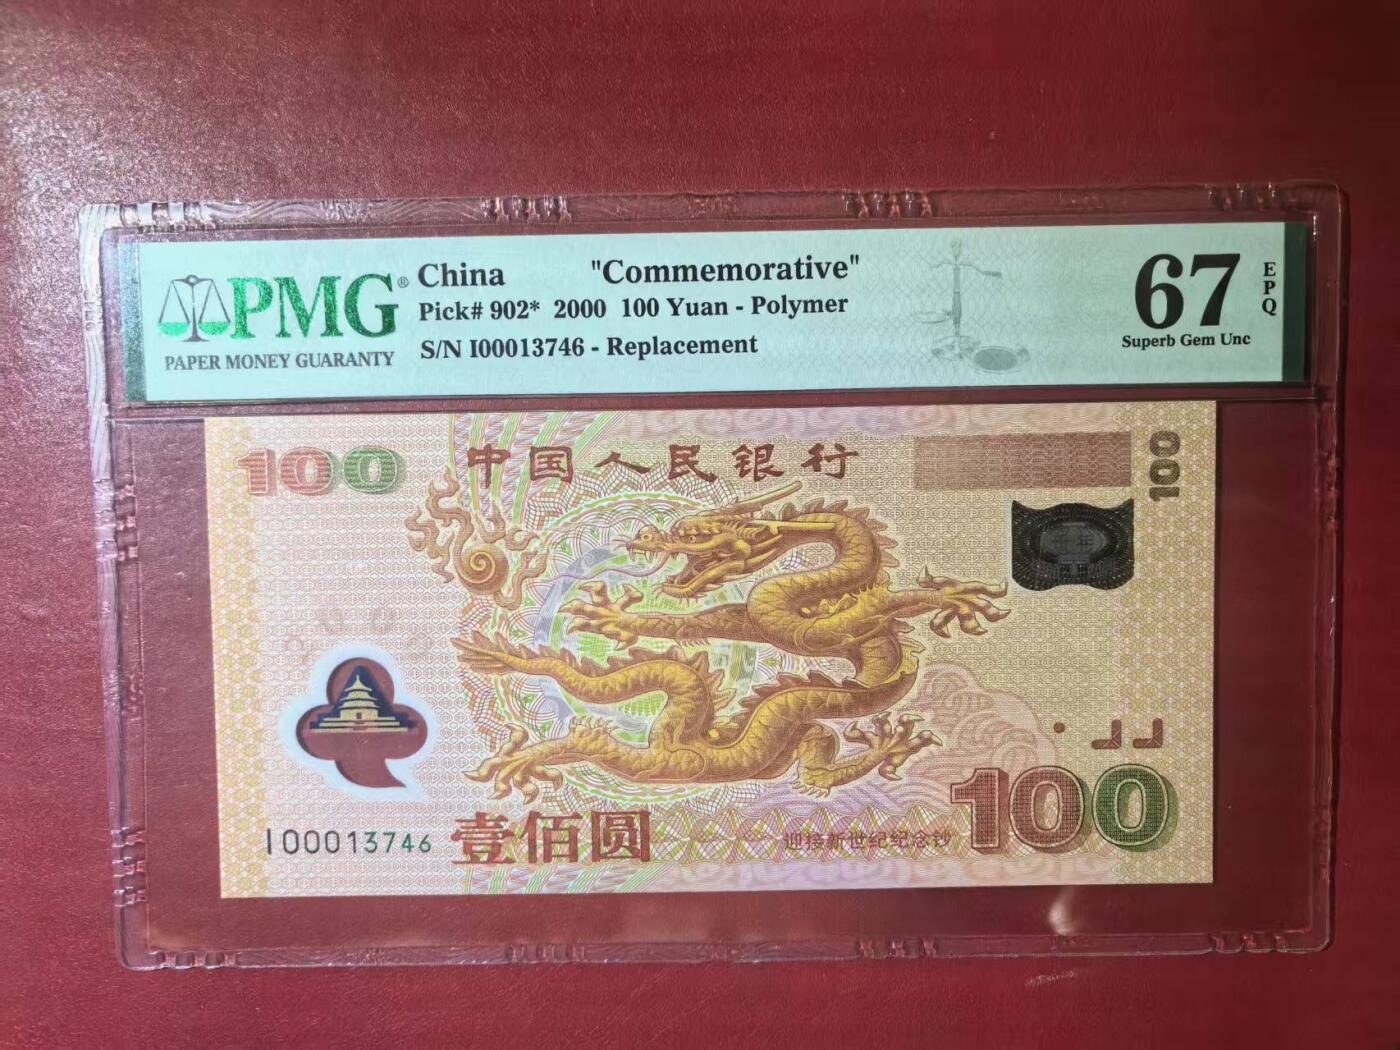 PMG®
PAPER MONEY GUARANTY
China "Commemorative"
Pick# 902* 2000 100 Yuan - Polymer
S/N I00013746 - Replacement
67
EPQ
Superb Gem Unc
100
中国人民银行
100
千年
I00013746
壹佰圆
迎接新世纪纪念钞
100